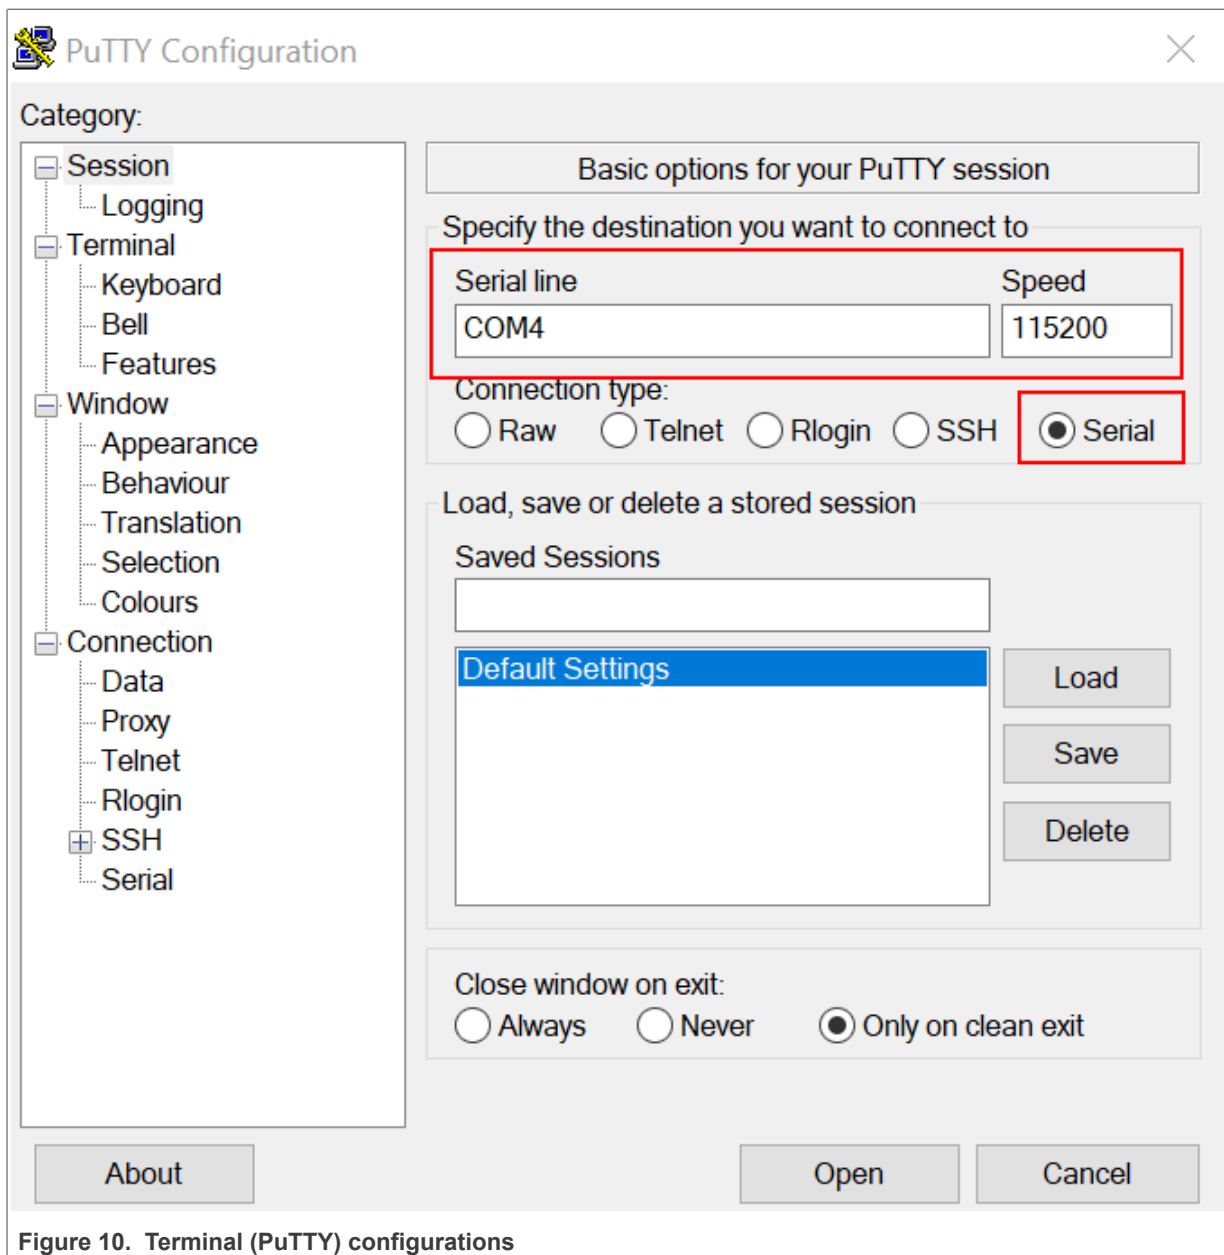 PuTTY Configuration
Category:
Session
Logging
Terminal
Keyboard
Bell
Features
Window
Appearance
Behaviour
Translation
Selection
Colours
Connection
Data
Proxy
Telnet
Rlogin
SSH
Serial
Basic options for your PuTTY session
Specify the destination you want to connect to
Serial line Speed
COM4 115200
Connection type:
Raw Telnet Rlogin SSH Serial
Load, save or delete a stored session
Saved Sessions
Default Settings
Load
Save
Delete
Close window on exit:
Always Never Only on clean exit
About Open Cancel
Figure 10. Terminal (PuTTY) configurations